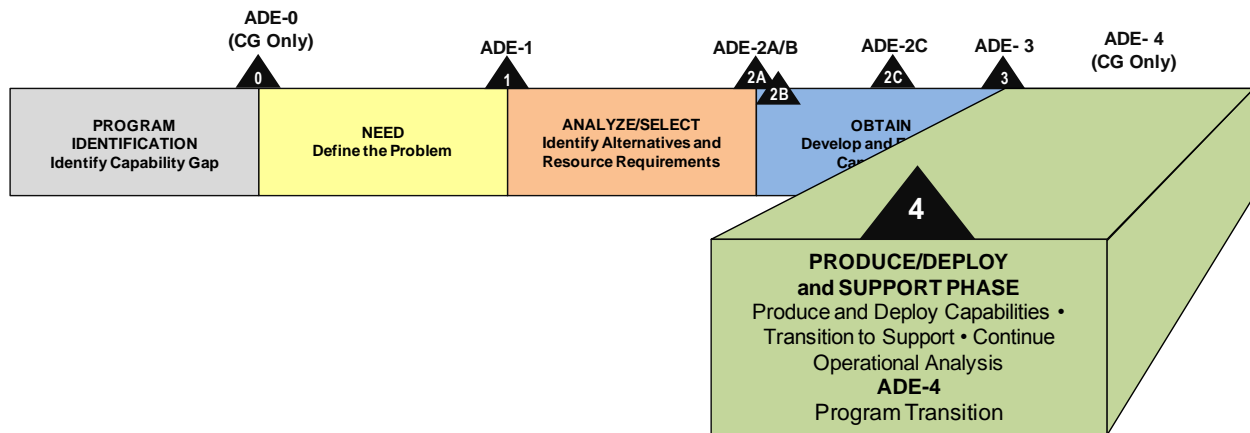 ADE-0
(CG Only)
ADE-1
ADE-2A/B
ADE-2C
ADE- 3
ADE- 4
(CG Only)
0
1
2A
2B
2C
3
PROGRAM
IDENTIFICATION
Identify Capability Gap
NEED
Define the Problem
ANALYZE/SELECT
Identify Alternatives and
Resource Requirements
OBTAIN
Develop and
4
PRODUCE/DEPLOY
and SUPPORT PHASE
Produce and Deploy Capabilities •
Transition to Support • Continue
Operational Analysis
ADE-4
Program Transition